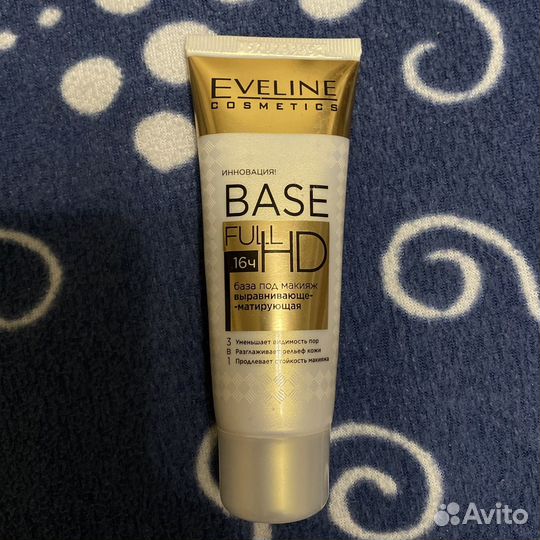 EVELINE
COSMETICS
ИННОВАЦИЯ!
BASE
FULL
16ч HD
база под макияж
выравнивающе-
-матирующая
3 Уменьшает видимость пор
В Разглаживает рельеф кожи
1 Продлевает стойкость макияжа
Avito